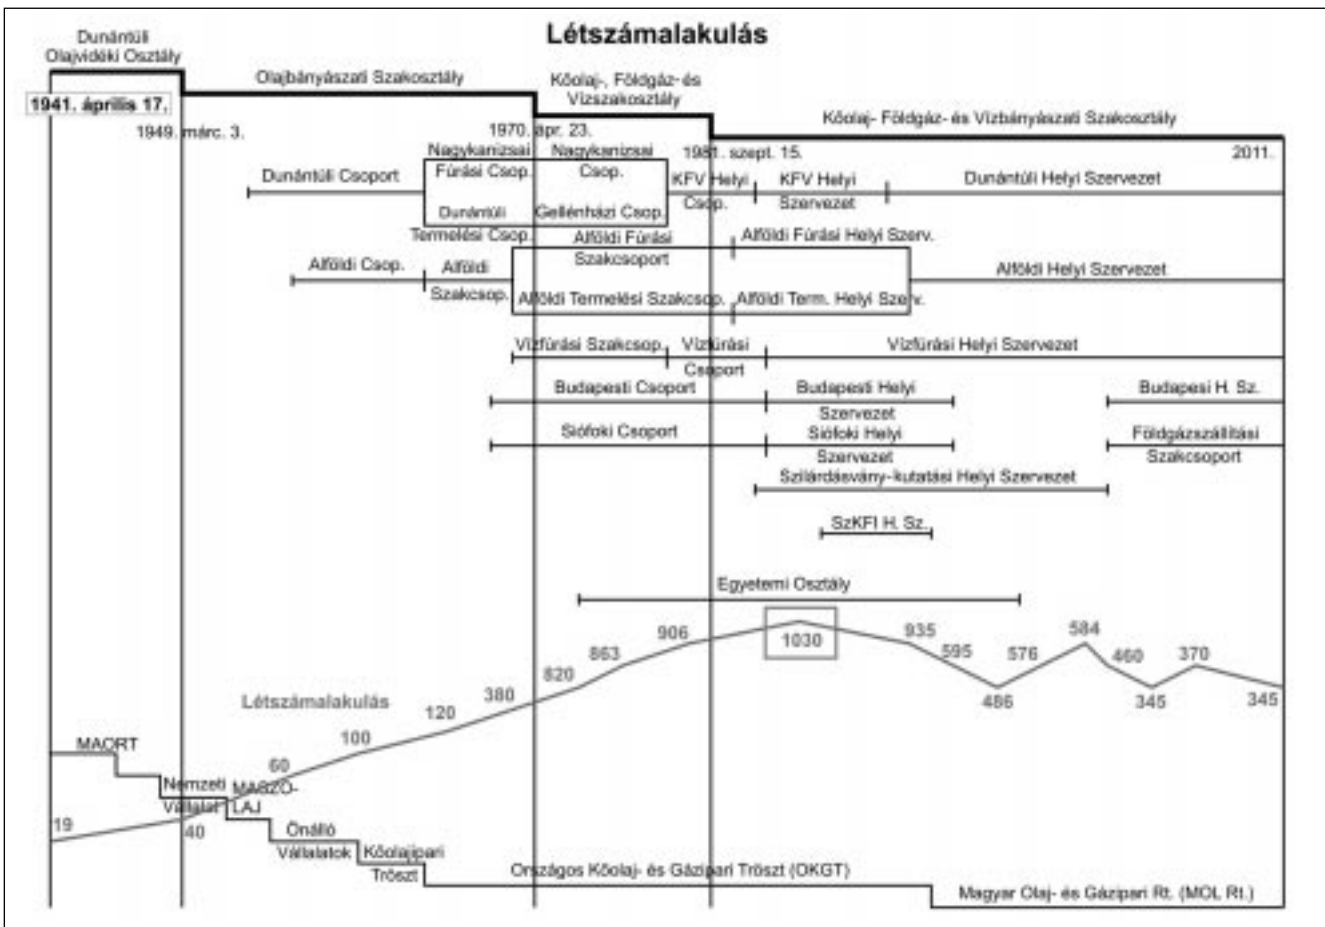 Létszámalakulás
Dunántúli
Olajvidéki Osztály
Olajbányászati Szakosztály
Kőolaj-, Földgáz- és
Vízszakosztály
Kőolaj- Földgáz- és Vízbányászati Szakosztály
1941. április 17.
1949. márc. 3.
1970. ápr. 23.
1981. szept. 15.
2011.
Nagykanizsai
Fúrási Csop.
Nagykanizsai
Csop.
Dunántúli Csoport
KFV Helyi
Csop.
KFV Helyi
Szervezet
Dunántúli Helyi Szervezet
Dunántúli
Termelési Csop.
Gellénházi Csop.
Alföldi Fúrási
Szakcsoport
Alföldi Fúrási Helyi Szerv.
Alföldi Csop.
Alföldi
Szakcsop.
Alföldi Helyi Szervezet
Alföldi Termelési Szakcsop.
Alföldi Term. Helyi Szerv.
Vízfúrási Szakcsop.
Vízfúrási
Csoport
Vízfúrási Helyi Szervezet
Budapesti Csoport
Budapesti Helyi
Szervezet
Budapesi H. Sz.
Siófoki Csoport
Siófoki Helyi
Szervezet
Földgázszállítási
Szakcsoport
Szilárdásvány-kutatási Helyi Szervezet
SzKFI H. Sz.
Egyetemi Osztály
19
40
60
100
120
380
820
863
906
1030
935
595
486
576
584
460
345
370
345
Létszámalakulás
MAORT
Nemzeti
Vállalat
MASZO-
LAJ
Önálló
Vállalatok
Kőolajipari
Tröszt
Országos Kőolaj- és Gázipari Tröszt (OKGT)
Magyar Olaj- és Gázipari Rt. (MOL Rt.)